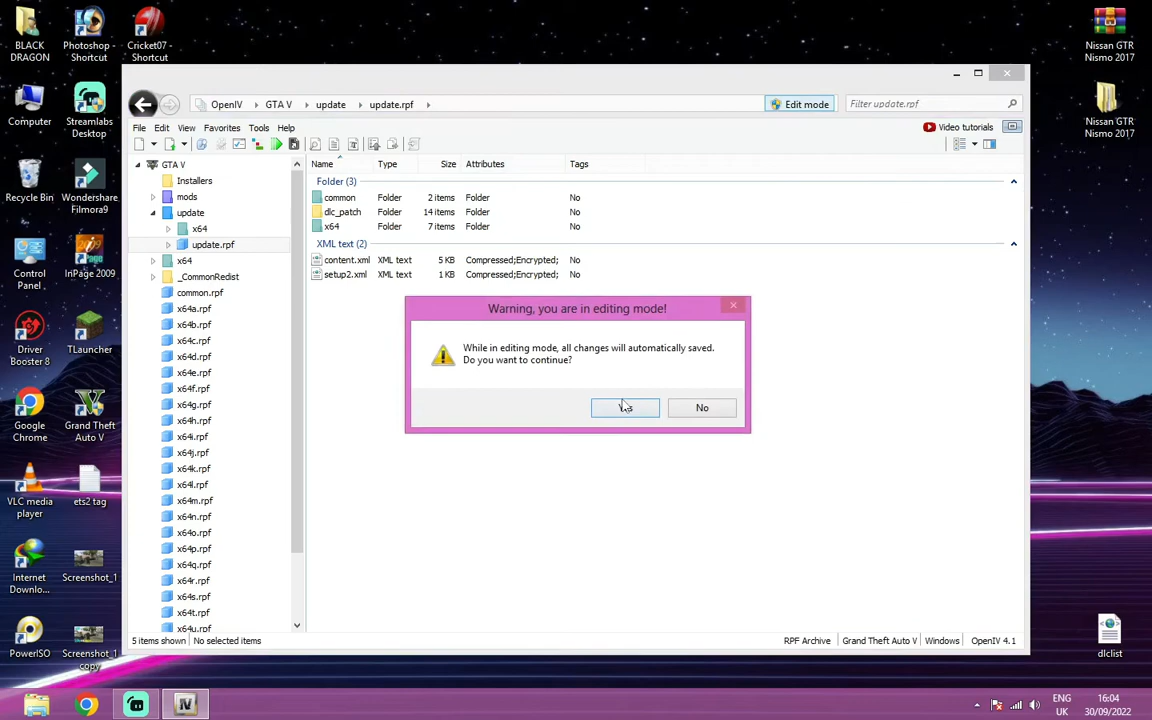 BLACK DRAGON
Photoshop - Shortcut
Cricket07 - Shortcut
Nissan GTR Nismo 2017
OpenIV
GTA V
update
update.rpf
Edit mode
Filter update.rpf
File
Edit
View
Favorites
Tools
Help
Video tutorials
Computer
Streamlabs Desktop
Nissan GTR Nismo 2017
GTA V
Installers
mods
update
x64
update.rpf
x64
_CommonRedist
common.rpf
x64a.rpf
x64b.rpf
x64c.rpf
x64d.rpf
x64e.rpf
x64f.rpf
x64g.rpf
x64h.rpf
x64i.rpf
x64j.rpf
x64k.rpf
x64l.rpf
x64m.rpf
x64n.rpf
x64o.rpf
x64p.rpf
x64q.rpf
x64r.rpf
x64s.rpf
x64t.rpf
x64u.rpf
Name Type Size Attributes Tags
Folder (3)
common Folder 2 items Folder No
dlc_patch Folder 14 items Folder No
x64 Folder 7 items Folder No
XML text (2)
content.xml XML text 5 KB Compressed;Encrypted; No
setup2.xml XML text 1 KB Compressed;Encrypted; No
Warning, you are in editing mode!
While in editing mode, all changes will automatically saved.
Do you want to continue?
No
Recycle Bin
Wondershare Filmora9
Control Panel
InPage 2009
Driver Booster 8
TLauncher
Google Chrome
Grand Theft Auto V
VLC media player
ets2 tag
Internet Downlo...
Screenshot_1
PowerISO
Screenshot_1 copy
dlclist
5 items shown
No selected items
RPF Archive
Grand Theft Auto V
Windows
OpenIV 4.1
ENG
UK
16:04
30/09/2022